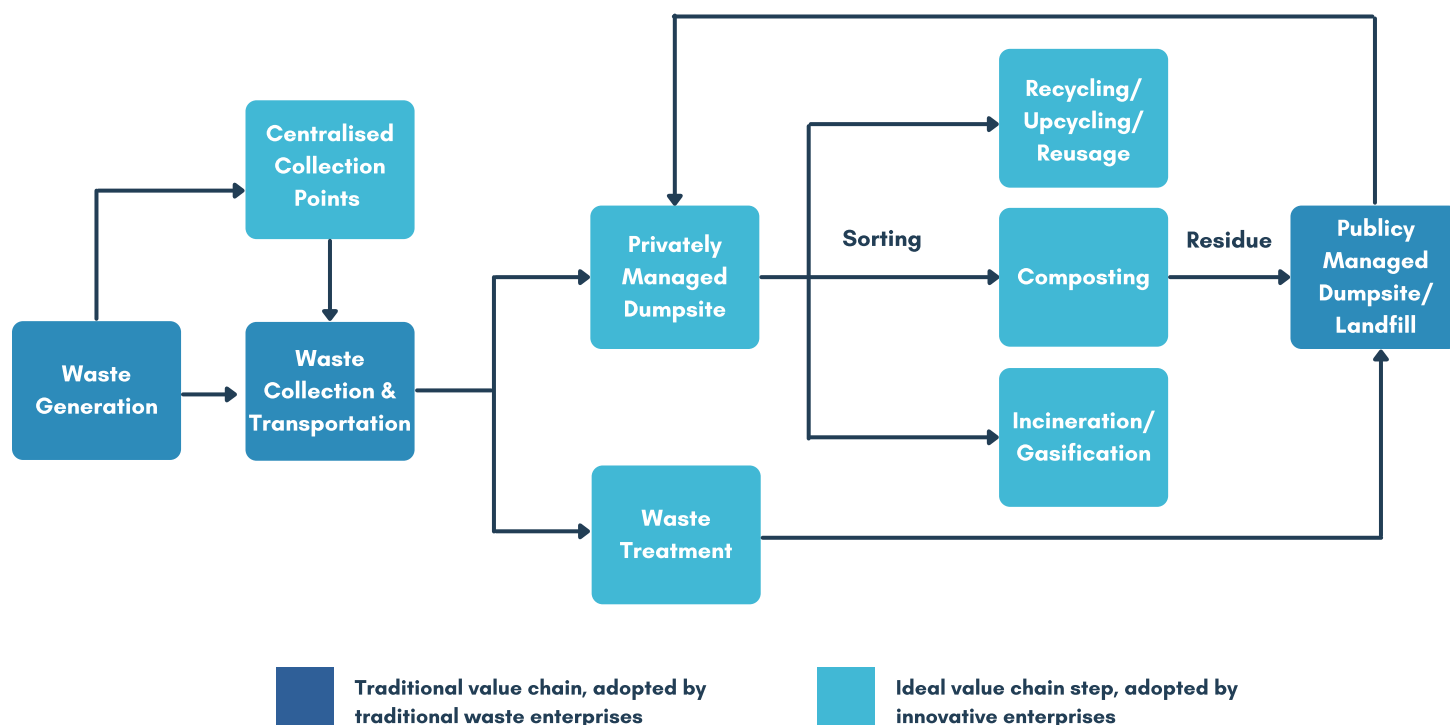 Centralised
Collection
Points
Waste
Generation
Waste
Collection &
Transportation
Privately
Managed
Dumpsite
Waste
Treatment
Sorting
Recycling/
Upcycling/
Reusage
Composting
Incineration/
Gasification
Residue
Publicy
Managed
Dumpsite/
Landfill
Traditional value chain, adopted by
traditional waste enterprises
Ideal value chain step, adopted by
innovative enterprises